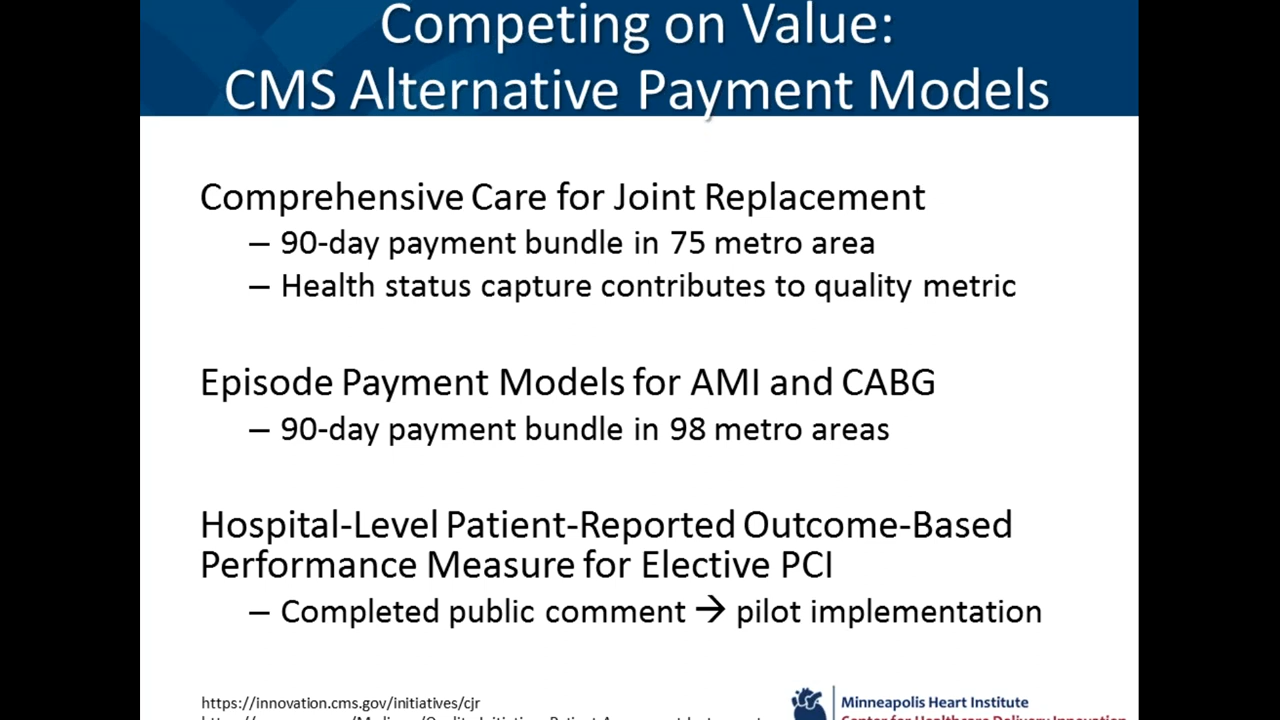 Competing on Value:
CMS Alternative Payment Models
Comprehensive Care for Joint Replacement
– 90-day payment bundle in 75 metro area
– Health status capture contributes to quality metric
Episode Payment Models for AMI and CABG
– 90-day payment bundle in 98 metro areas
Hospital-Level Patient-Reported Outcome-Based
Performance Measure for Elective PCI
– Completed public comment → pilot implementation
https://innovation.cms.gov/initiatives/cjr
Minneapolis Heart Institute
Center for Healthcare Delivery Innovation